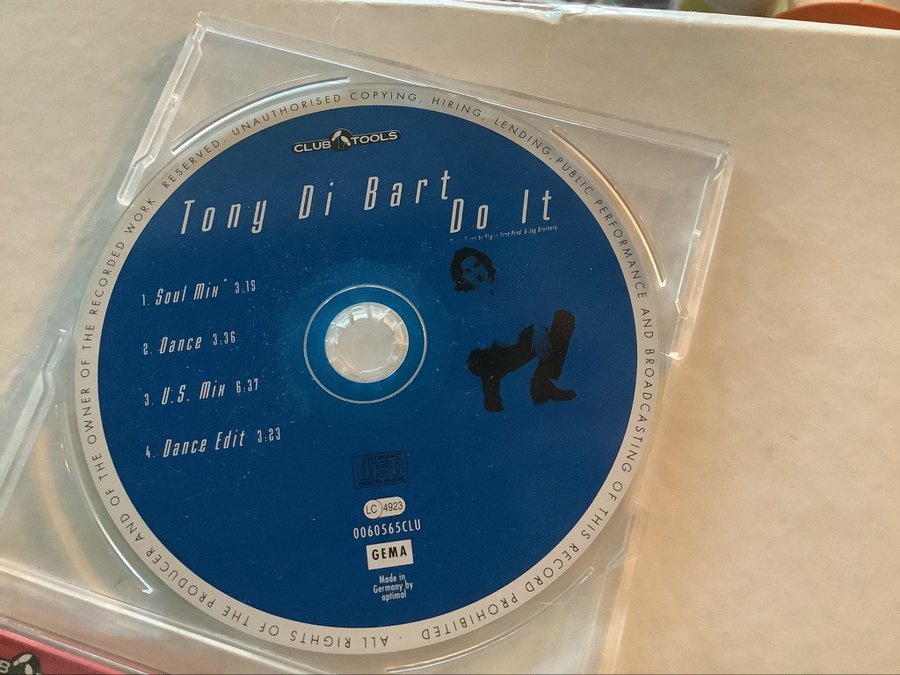 CLUB TOOLS
Tony Di Bart
Do It
1. Soul Mix* 3.15
2. Dance 3:36
3. U.S. Mix 6:37
4. Dance Edit 3:23
COMPACT
disc
DIGITAL AUDIO
LC 4923
0060565CLU
GEMA
Made in
Germany by
optimal
ALL RIGHTS OF THE PRODUCER AND OF THE OWNER OF THE RECORDED WORK RESERVED, UNAUTHORISED COPYING, HIRING, LENDING, PUBLIC PERFORMANCE AND BROADCASTING OF THIS RECORD PROHIBITED ·